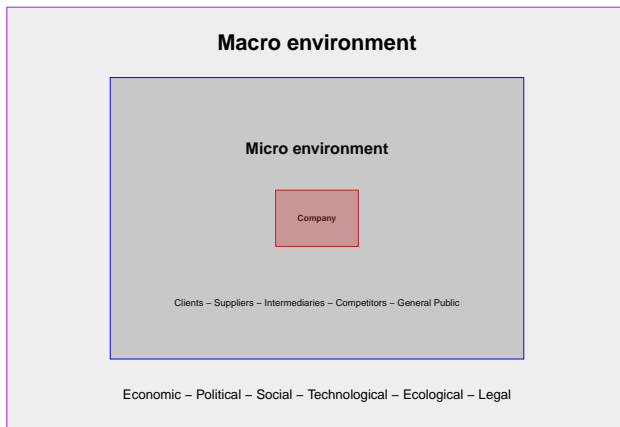 Macro environment
Micro environment
Company
Clients – Suppliers – Intermediaries – Competitors – General Public
Economic – Political – Social – Technological – Ecological – Legal